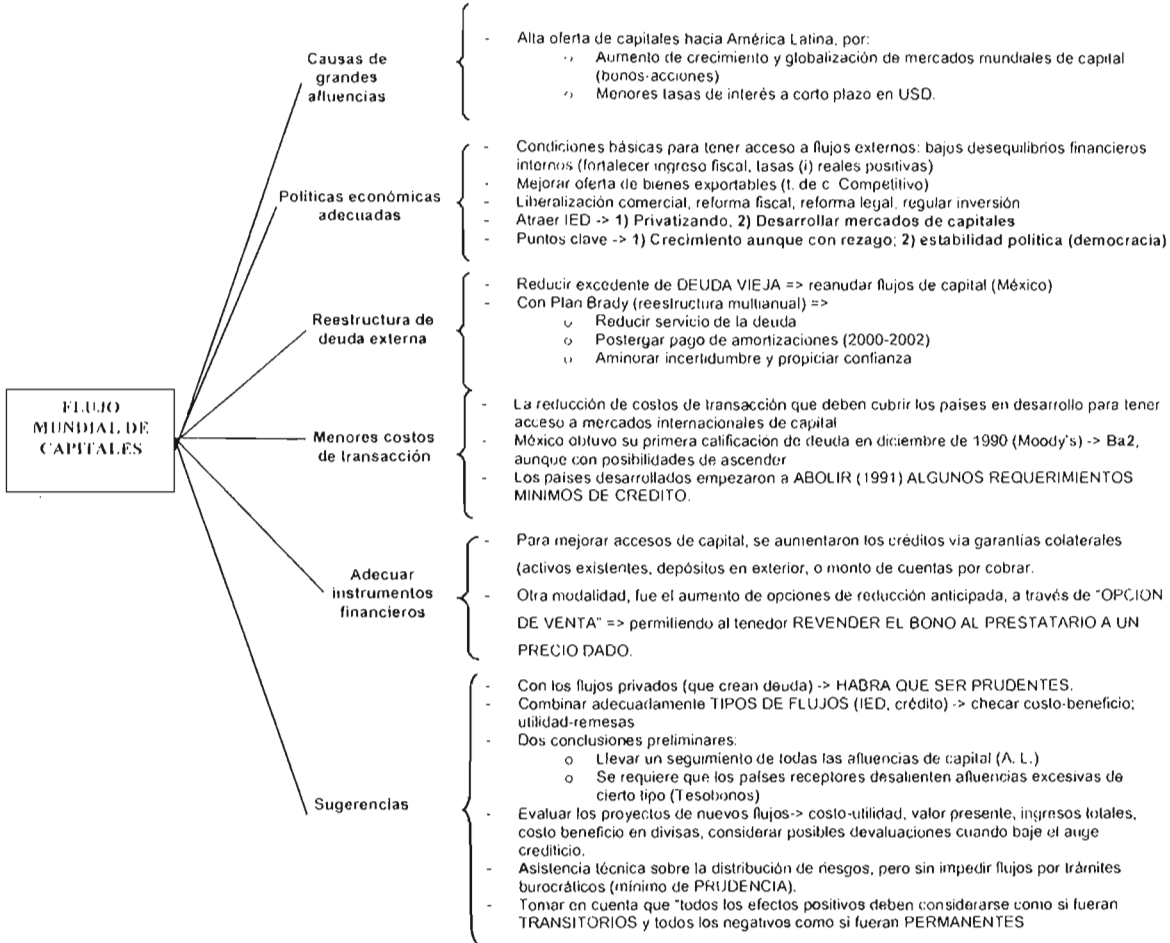 Causas de
grandes
afluencias
- Alta oferta de capitales hacia América Latina, por:
o Aumento de crecimiento y globalización de mercados mundiales de capital
(bonos-acciones)
o Menores tasas de interés a corto plazo en USD.
Políticas económicas
adecuadas
- Condiciones básicas para tener acceso a flujos externos: bajos desequilibrios financieros
internos (fortalecer ingreso fiscal, tasas (i) reales positivas)
- Mejorar oferta de bienes exportables (t. de c Competitivo)
- Liberalización comercial, reforma fiscal, reforma legal, regular inversión
- Atraer IED -> 1) Privatizando, 2) Desarrollar mercados de capitales
- Puntos clave -> 1) Crecimiento aunque con rezago; 2) estabilidad política (democracia)
Reestructura de
deuda externa
- Reducir excedente de DEUDA VIEJA => reanudar flujos de capital (México)
- Con Plan Brady (reestructura multianual) =>
o Reducir servicio de la deuda
o Postergar pago de amortizaciones (2000-2002)
o Aminorar incertidumbre y propiciar confianza
FLUJO
MUNDIAL DE
CAPITALES
Menores costos
de transacción
- La reducción de costos de transacción que deben cubrir los países en desarrollo para tener
acceso a mercados internacionales de capital
- México obtuvo su primera calificación de deuda en diciembre de 1990 (Moody's) -> Ba2,
aunque con posibilidades de ascender
- Los países desarrollados empezaron a ABOLIR (1991) ALGUNOS REQUERIMIENTOS
MINIMOS DE CREDITO.
Adecuar
instrumentos
financieros
- Para mejorar accesos de capital, se aumentaron los créditos via garantías colaterales
(activos existentes, depósitos en exterior, o monto de cuentas por cobrar.
- Otra modalidad, fue el aumento de opciones de reducción anticipada, a través de "OPCION
DE VENTA" => permitiendo al tenedor REVENDER EL BONO AL PRESTATARIO A UN
PRECIO DADO.
Sugerencias
- Con los flujos privados (que crean deuda) -> HABRA QUE SER PRUDENTES.
- Combinar adecuadamente TIPOS DE FLUJOS (IED, crédito) -> checar costo-beneficio;
utilidad-remesas
- Dos conclusiones preliminares:
o Llevar un seguimiento de todas las afluencias de capital (A. L.)
o Se requiere que los países receptores desalienten afluencias excesivas de
cierto tipo (Tesobonos)
- Evaluar los proyectos de nuevos flujos-> costo-utilidad, valor presente, ingresos totales,
costo beneficio en divisas, considerar posibles devaluaciones cuando baje el auge
crediticio.
- Asistencia técnica sobre la distribución de riesgos, pero sin impedir flujos por trámites
burocráticos (mínimo de PRUDENCIA).
- Tomar en cuenta que "todos los efectos positivos deben considerarse como si fueran
TRANSITORIOS y todos los negativos como si fueran PERMANENTES